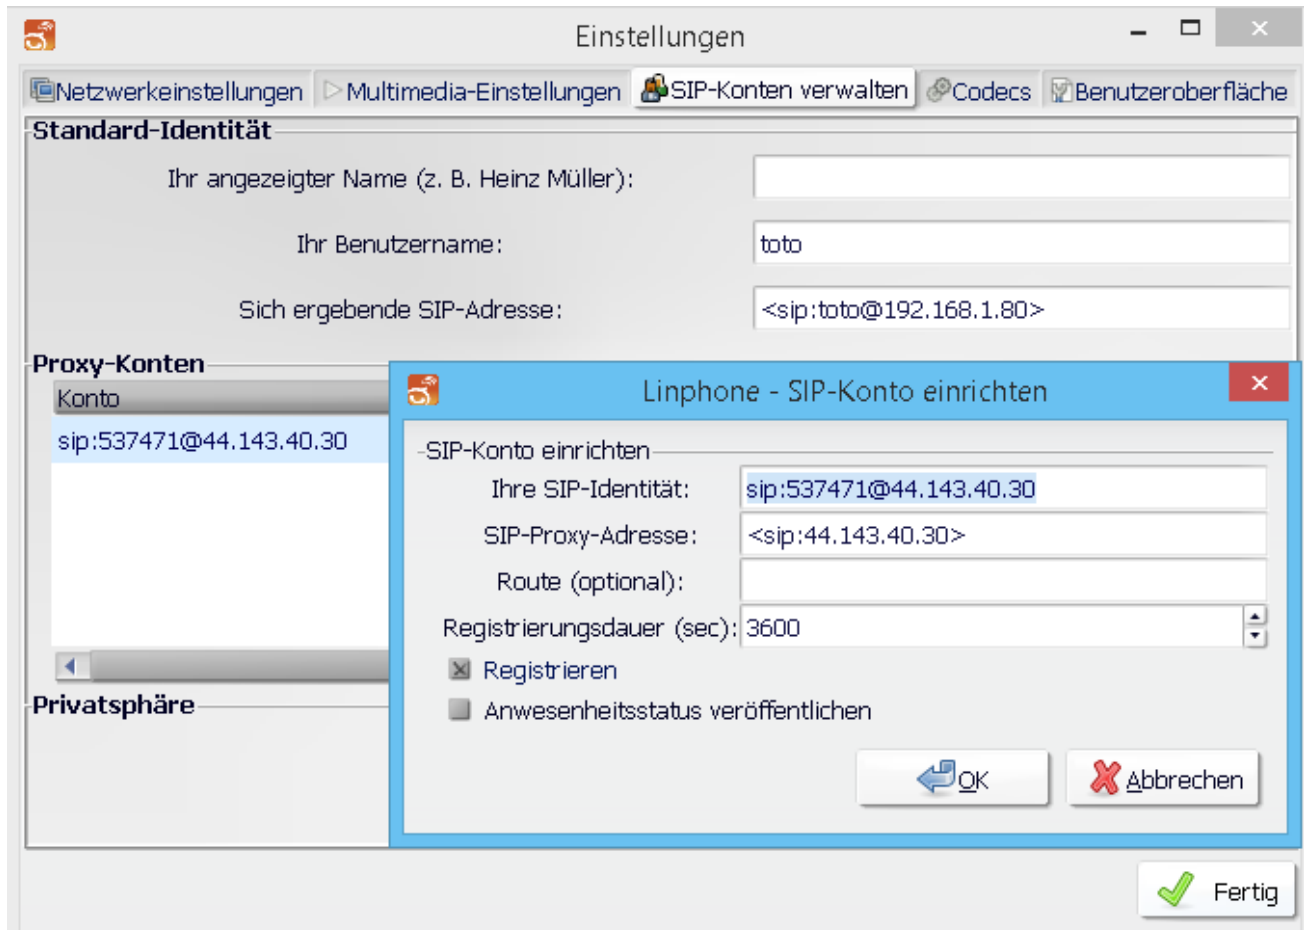 Einstellungen
Netzwerkeinstellungen Multimedia-Einstellungen SIP-Konten verwalten Codecs Benutzeroberfläche
Standard-Identität
Ihr angezeigter Name (z. B. Heinz Müller):
Ihr Benutzername: toto
Sich ergebende SIP-Adresse: <sip:toto@192.168.1.80>
Proxy-Konten
Konto
sip:537471@44.143.40.30
Privatsphäre
Linphone - SIP-Konto einrichten
SIP-Konto einrichten
Ihre SIP-Identität: sip:537471@44.143.40.30
SIP-Proxy-Adresse: <sip:44.143.40.30>
Route (optional):
Registrierungsdauer (sec): 3600
Registrieren
Anwesenheitsstatus veröffentlichen
OK Abbrechen
Fertig